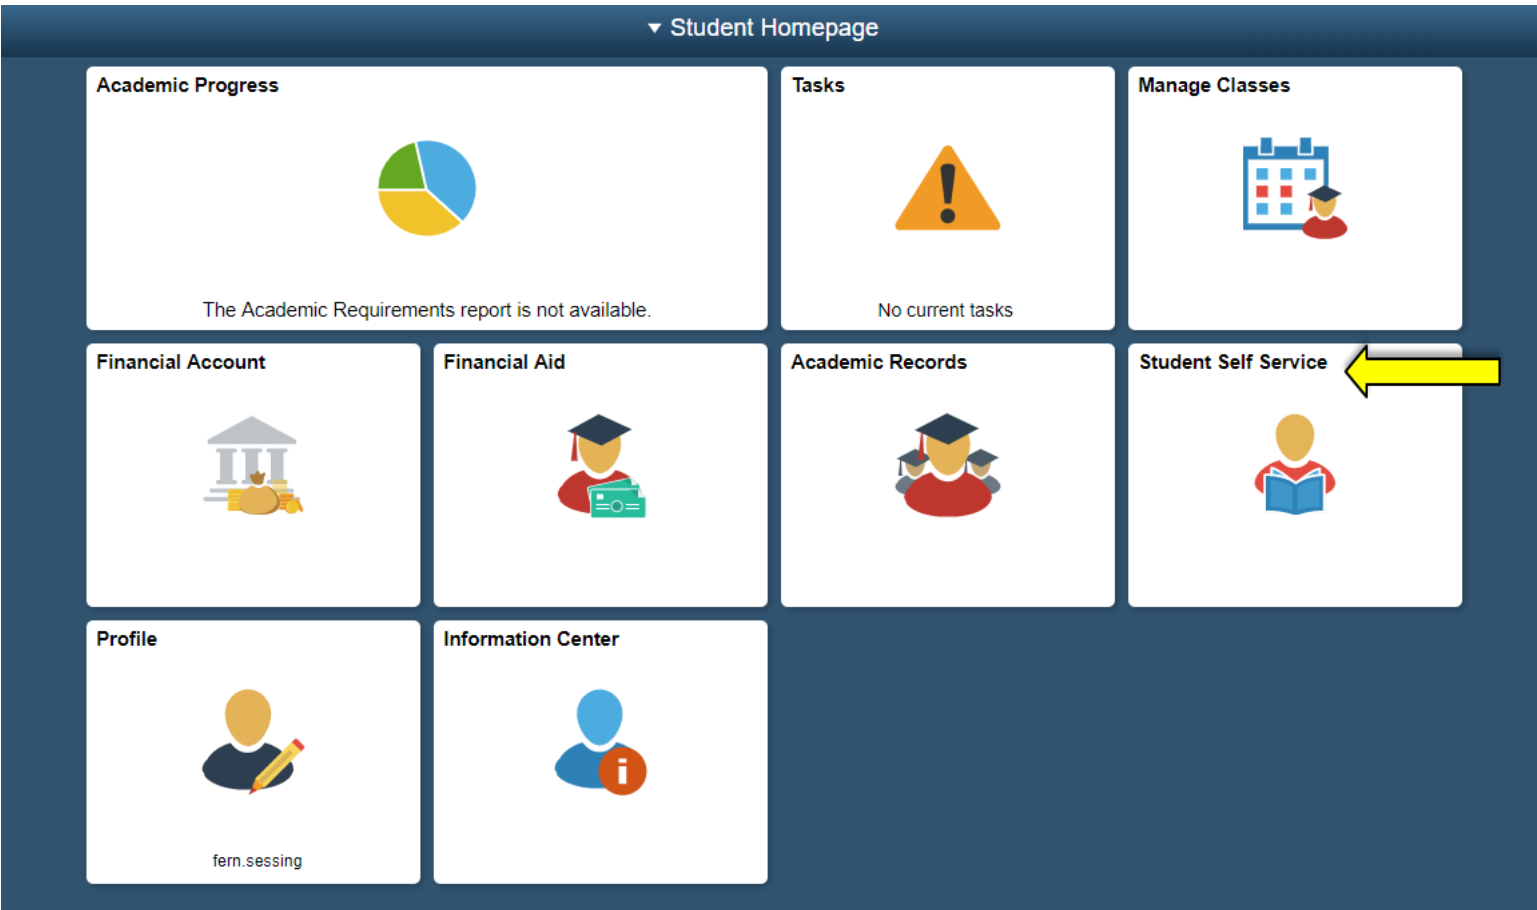 Student Homepage
Academic Progress
The Academic Requirements report is not available.
Tasks
No current tasks
Manage Classes
Financial Account
Financial Aid
Academic Records
Student Self Service
Profile
fern.sessing
Information Center